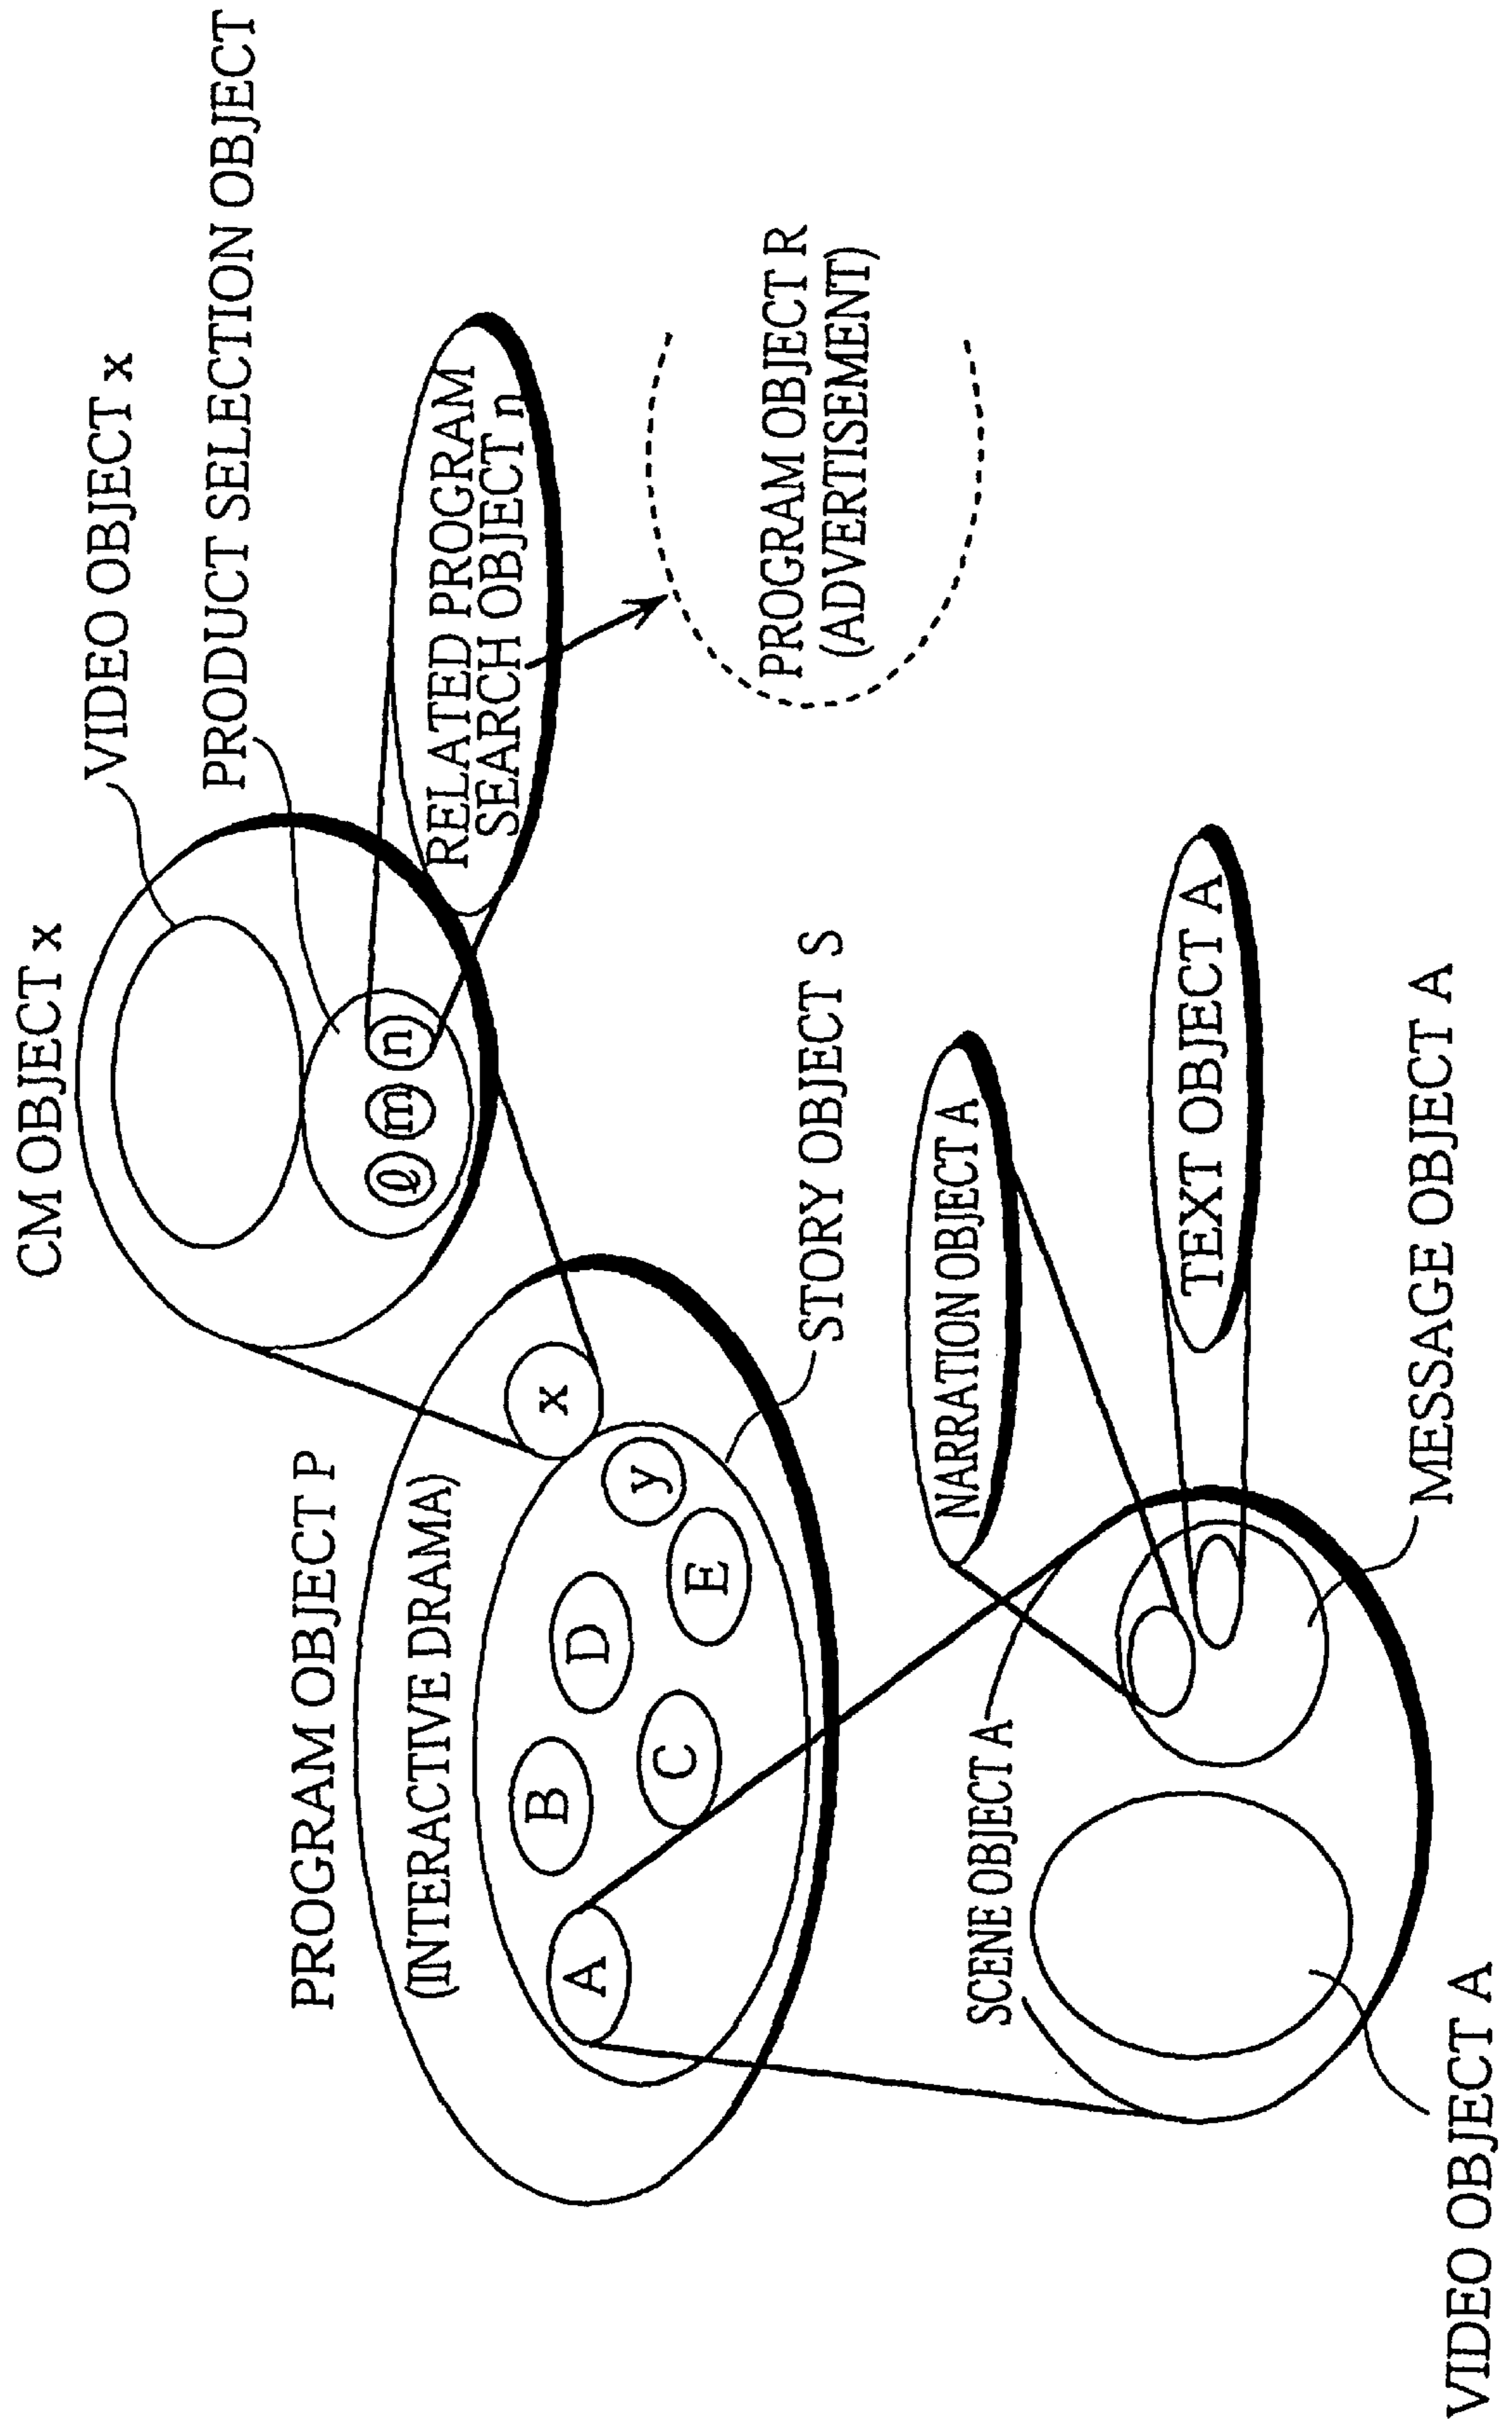 CM OBJECT x
VIDEO OBJECT x
PRODUCT SELECTION OBJECT
ℓ m n
RELATED PROGRAM
SEARCH OBJECT n
PROGRAM OBJECT P
(INTERACTIVE DRAMA)
A
B
C
D
E
y
x
STORY OBJECT S
PROGRAM OBJECT R
(ADVERTISEMENT)
NARRATION OBJECT A
SCENE OBJECT A
TEXT OBJECT A
MESSAGE OBJECT A
VIDEO OBJECT A